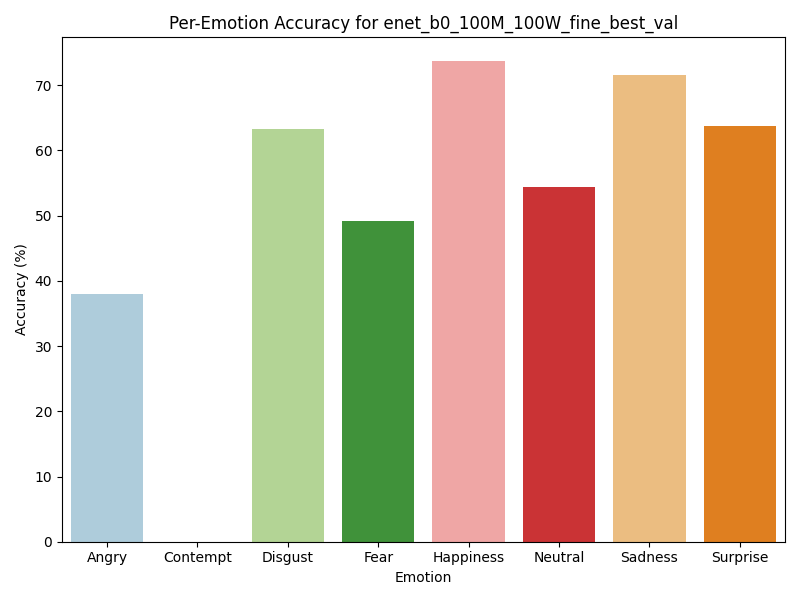 Per-Emotion Accuracy for enet_b0_100M_100W_fine_best_val
Accuracy (%)
70
60
50
40
30
20
10
0
Angry Contempt Disgust Fear Happiness Neutral Sadness Surprise
Emotion